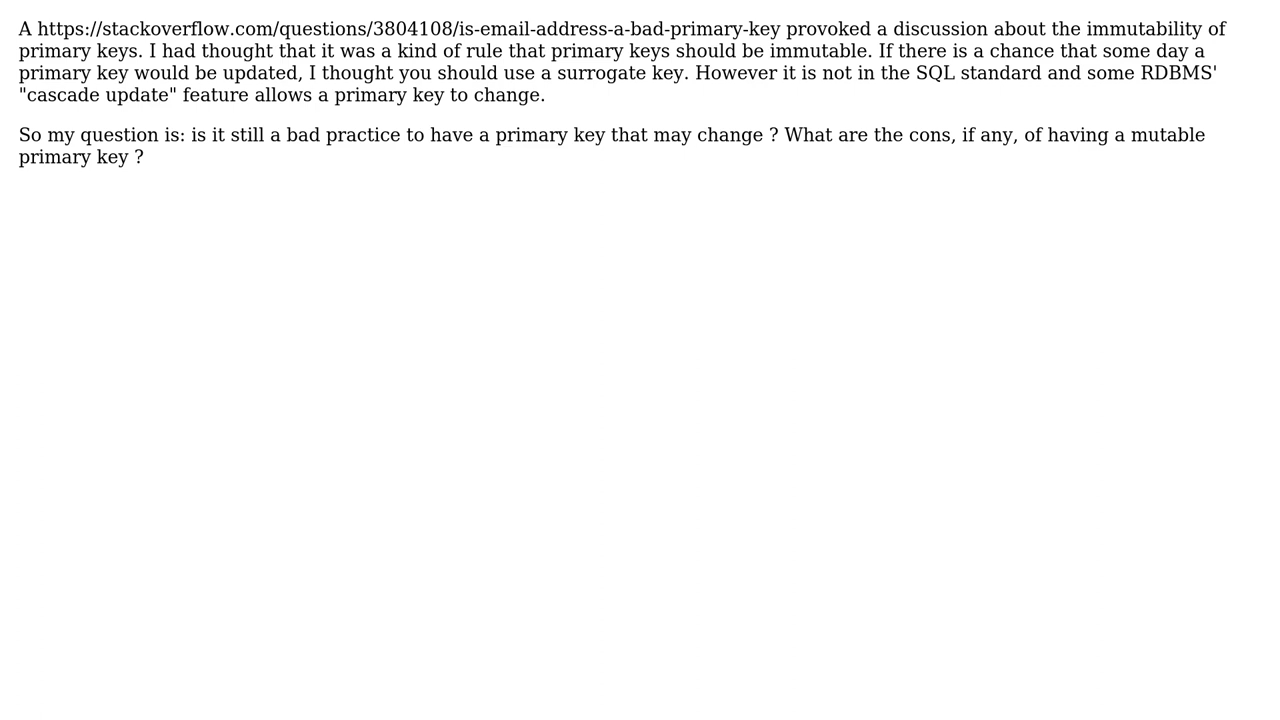 A https://stackoverflow.com/questions/3804108/is-email-address-a-bad-primary-key provoked a discussion about the immutability of
primary keys. I had thought that it was a kind of rule that primary keys should be immutable. If there is a chance that some day a
primary key would be updated, I thought you should use a surrogate key. However it is not in the SQL standard and some RDBMS'
"cascade update" feature allows a primary key to change.
So my question is: is it still a bad practice to have a primary key that may change ? What are the cons, if any, of having a mutable
primary key ?